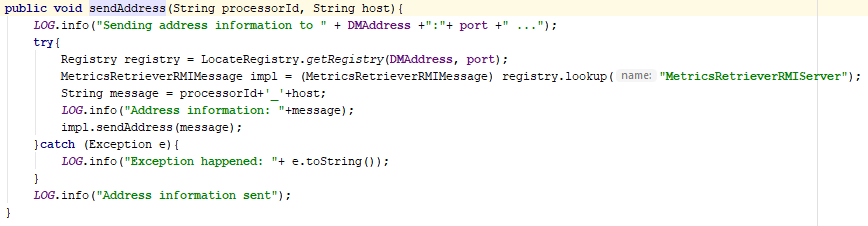 public void sendAddress(String processorId, String host){
    LOG.info("Sending address information to " + DMAddress +":"+ port +" ...");
    try{
        Registry registry = LocateRegistry.getRegistry(DMAddress, port);
        MetricsRetrieverRMIMessage impl = (MetricsRetrieverRMIMessage) registry.lookup( name: "MetricsRetrieverRMIServer");
        String message = processorId+'_'+host;
        LOG.info("Address information: "+message);
        impl.sendAddress(message);
    }catch (Exception e){
        LOG.info("Exception happened: "+ e.toString());
    }
    LOG.info("Address information sent");
}